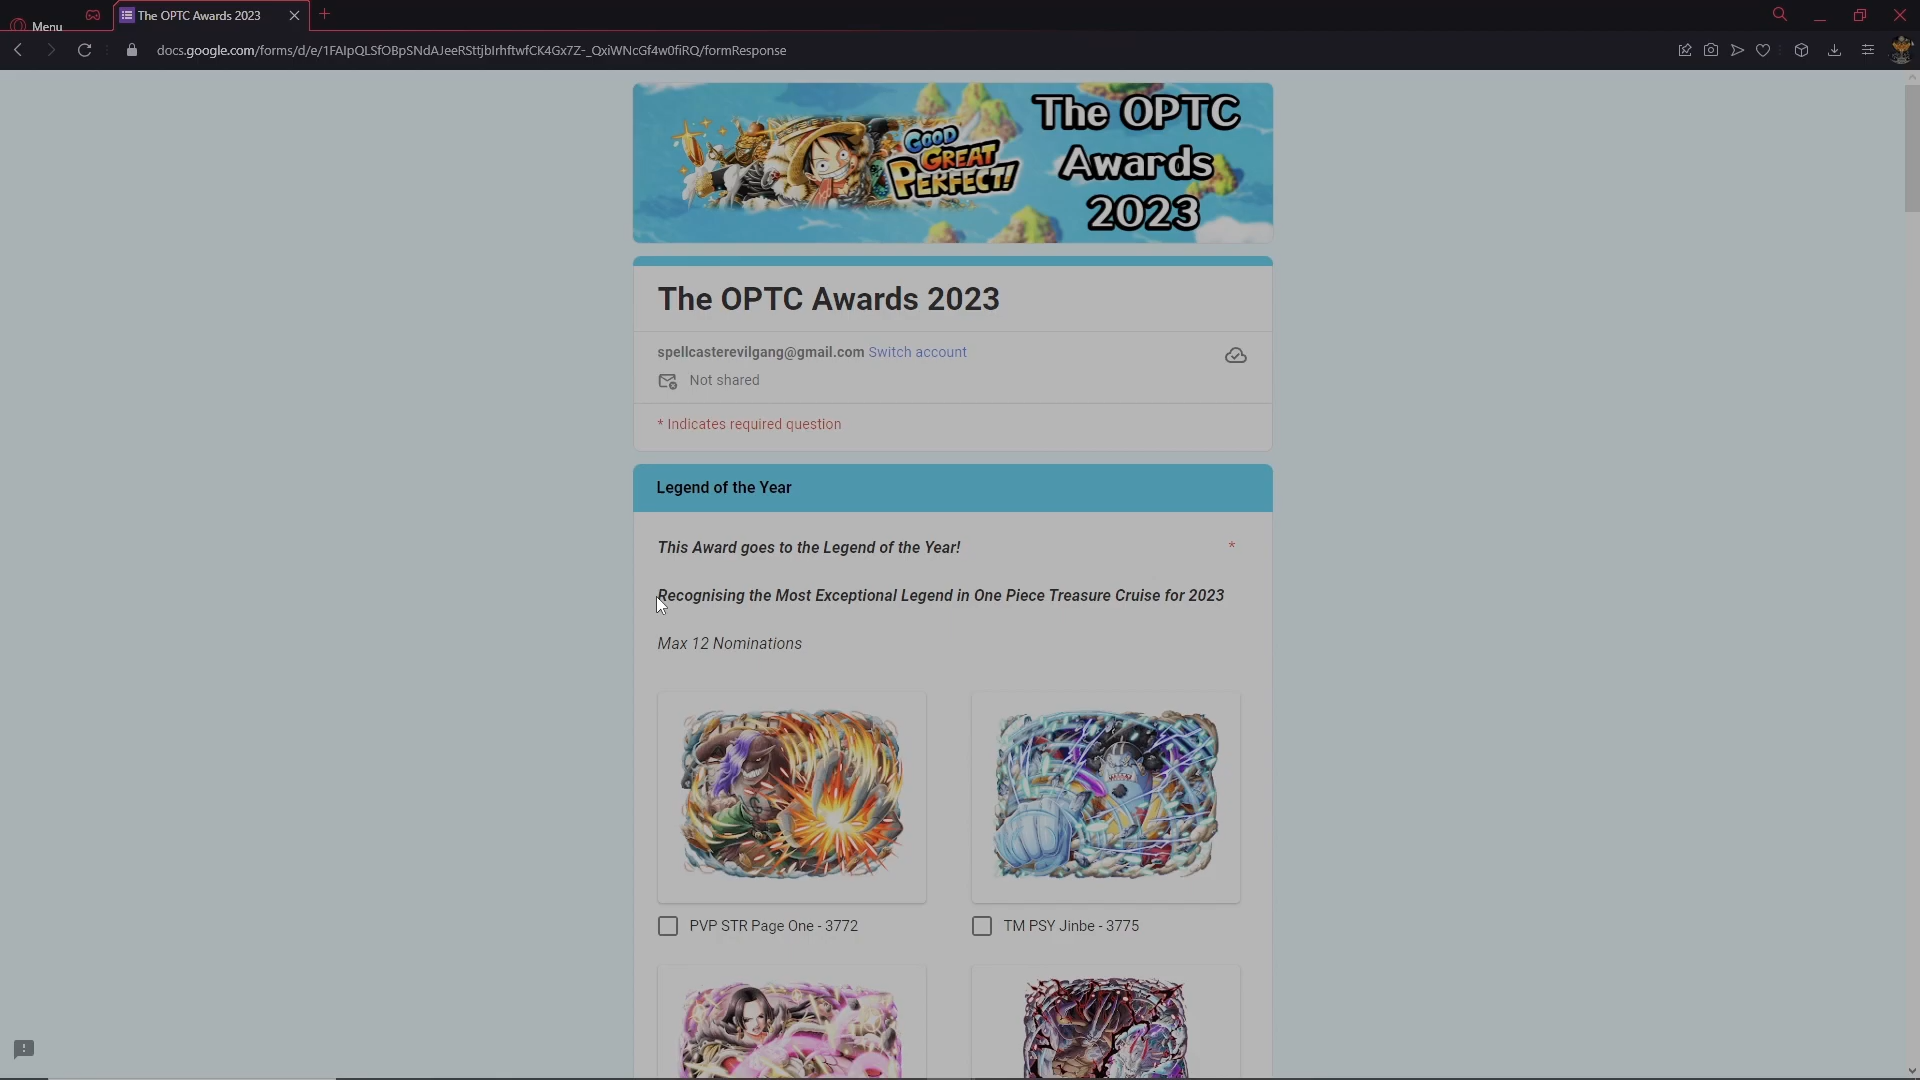 Menu
The OPTC Awards 2023
docs.google.com/forms/d/e/1FAIpQLSfOBpSNdAJeeRSttjbIrhftwfCK4Gx7Z-_QxiWNcGf4w0fiRQ/formResponse
GOOD
GREAT
PERFECT!
The OPTC
Awards
2023
The OPTC Awards 2023
spellcasterevilgang@gmail.com Switch account
Not shared
* Indicates required question
Legend of the Year
This Award goes to the Legend of the Year! *
Recognising the Most Exceptional Legend in One Piece Treasure Cruise for 2023
Max 12 Nominations
PVP STR Page One - 3772
TM PSY Jinbe - 3775